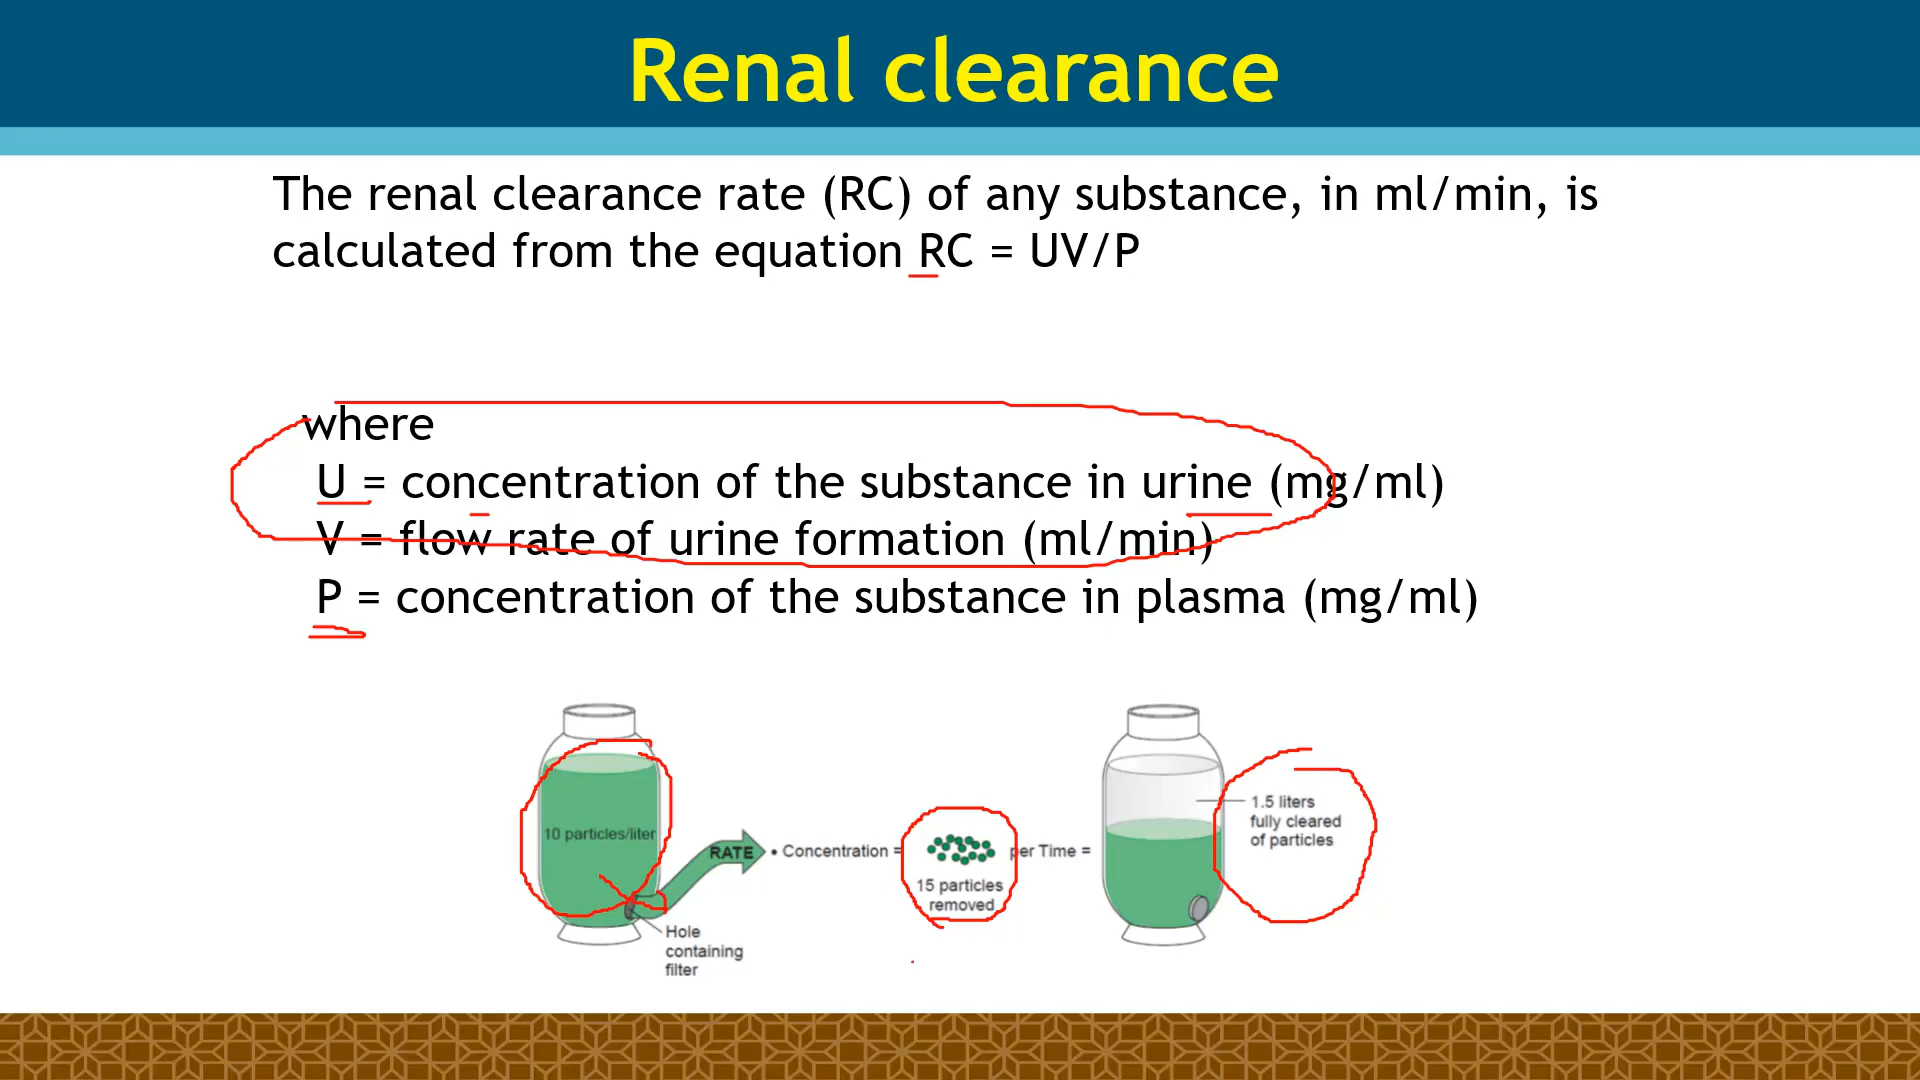 Renal clearance
The renal clearance rate (RC) of any substance, in ml/min, is
calculated from the equation RC = UV/P
where
U = concentration of the substance in urine (mg/ml)
V = flow rate of urine formation (ml/min)
P = concentration of the substance in plasma (mg/ml)
10 particles/liter
Hole
containing
filter
RATE • Concentration =
15 particles
removed
per Time =
1.5 liters
fully cleared
of particles